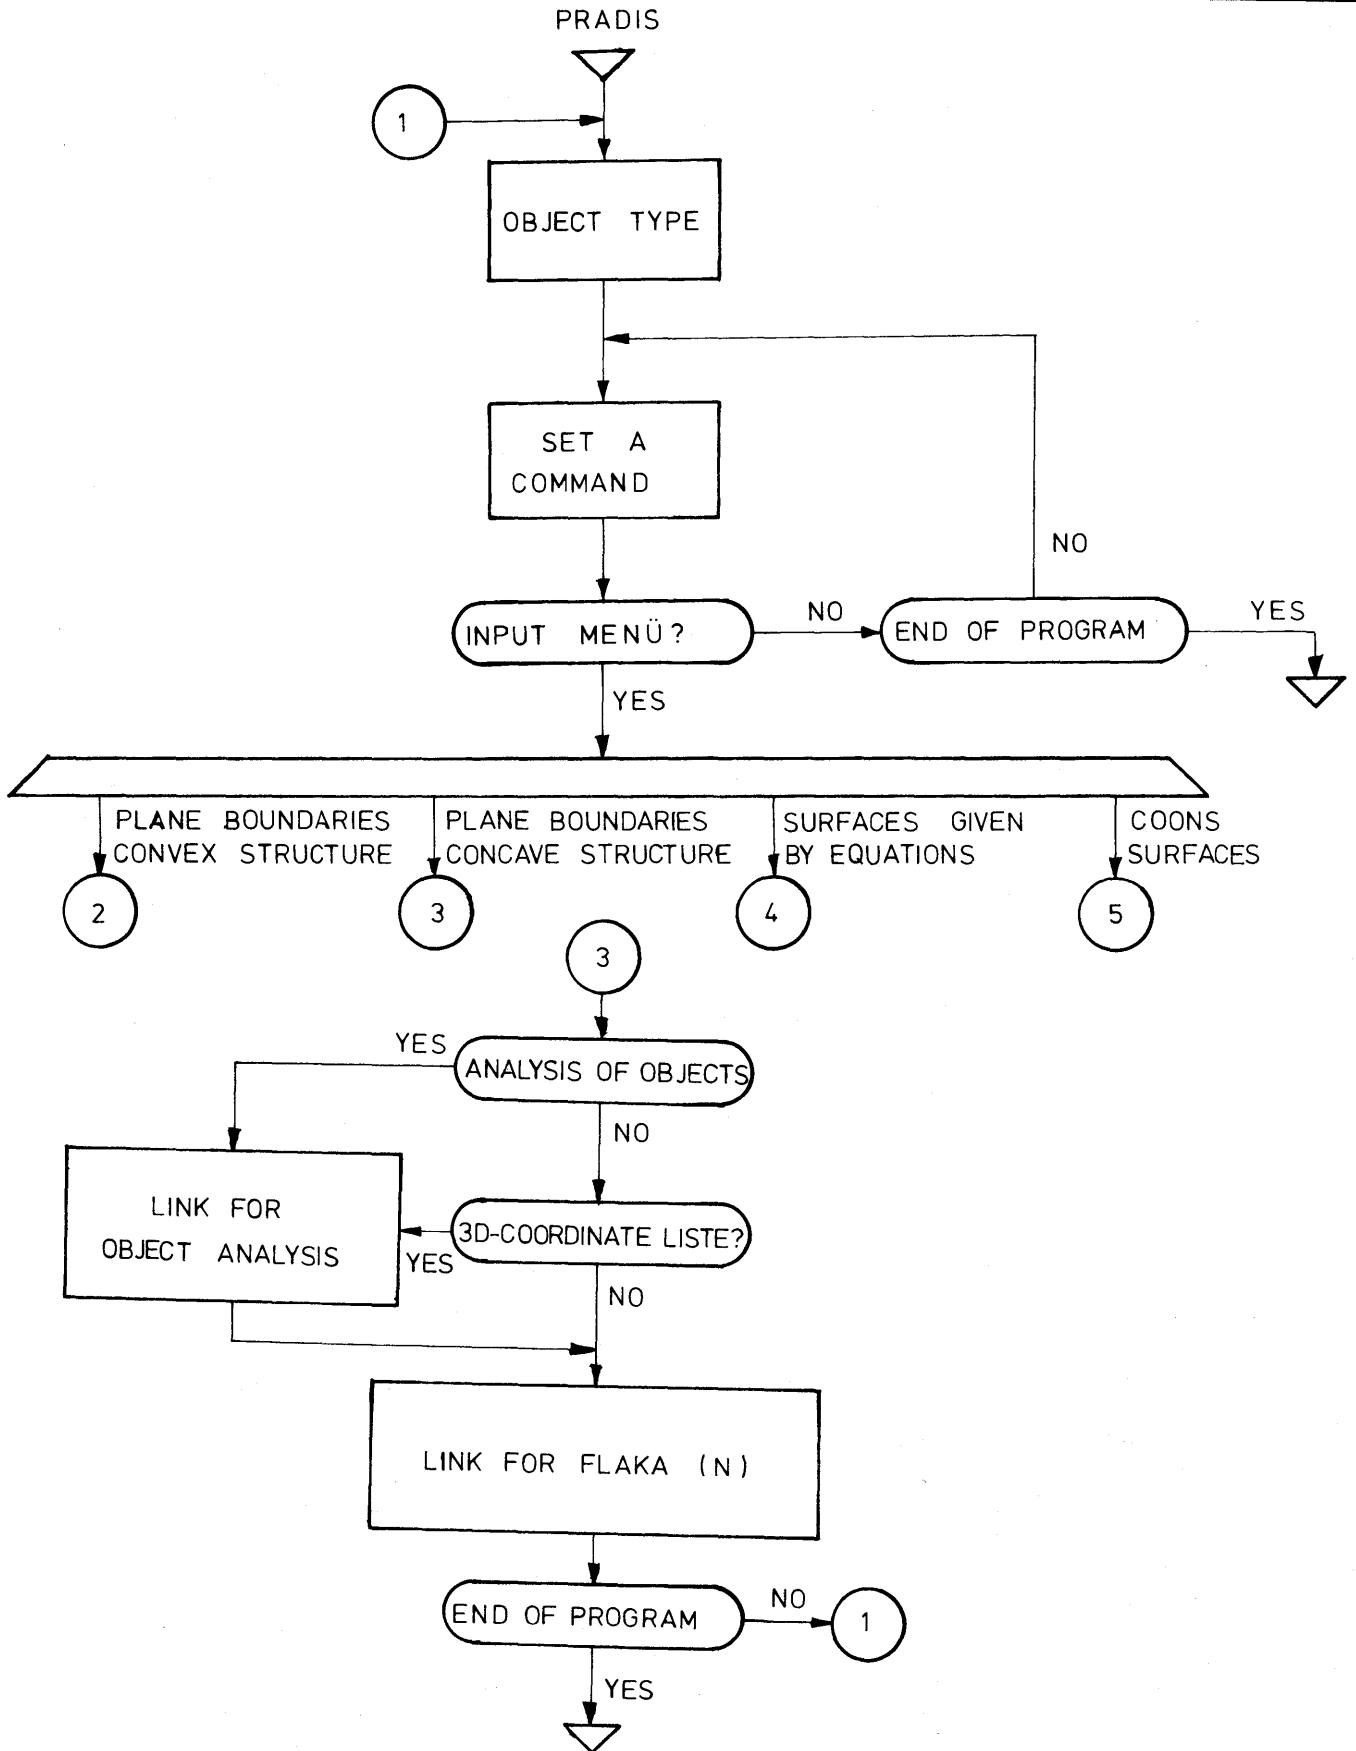 PRADIS
1
OBJECT TYPE
SET A
COMMAND
NO
INPUT MENÜ?
NO
END OF PROGRAM
YES
YES
PLANE BOUNDARIES
CONVEX STRUCTURE
PLANE BOUNDARIES
CONCAVE STRUCTURE
SURFACES GIVEN
BY EQUATIONS
COONS
SURFACES
2
3
4
5
3
YES
ANALYSIS OF OBJECTS
NO
LINK FOR
OBJECT ANALYSIS
3D-COORDINATE LISTE?
YES
NO
LINK FOR FLAKA (N)
END OF PROGRAM
NO
1
YES